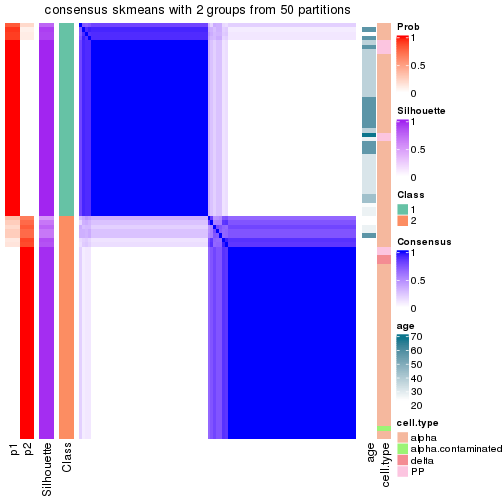 consensus skmeans with 2 groups from 50 partitions
Prob
1
0.5
0
Silhouette
1
0.5
0
Class
1
2
Consensus
1
0.5
0
age
70
60
50
40
30
20
cell.type
alpha
alpha.contaminated
delta
PP
p1
p2
Silhouette
Class
age
cell.type